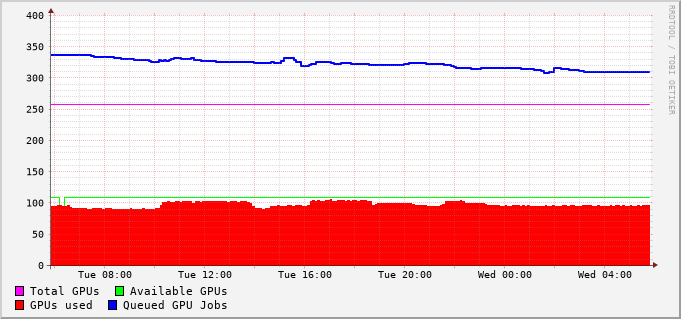 400
350
300
250
200
150
100
50
0
Tue 08:00 Tue 12:00 Tue 16:00 Tue 20:00 Wed 00:00 Wed 04:00
Total GPUs Available GPUs
GPUs used Queued GPU Jobs
RRDTOOL / TOBI OETIKER